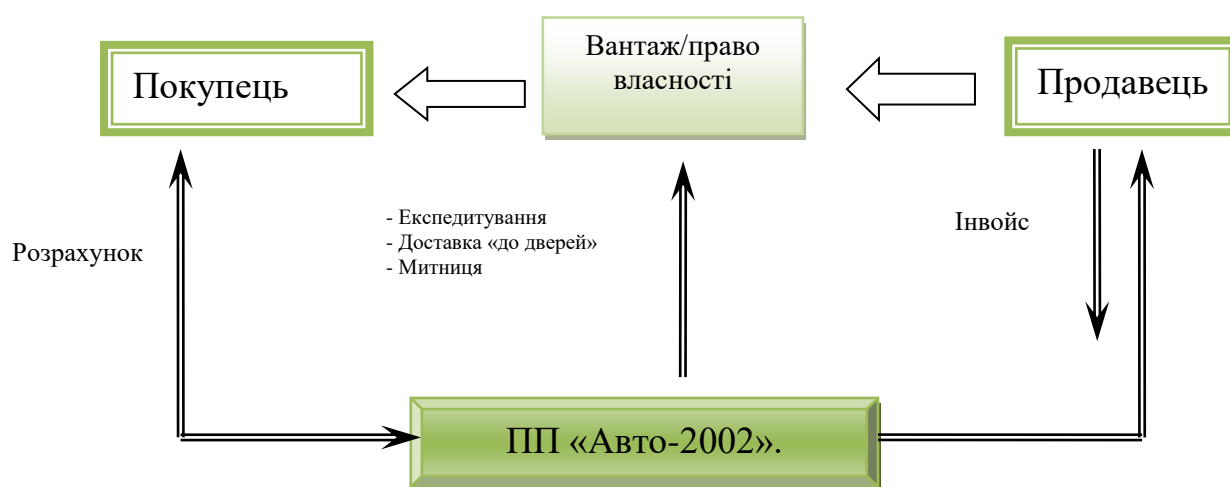 Покупець
Вантаж/право
власності
Продавець
Розрахунок
- Експедитування
- Доставка «до дверей»
- Митниця
Інвойс
ПП «Авто-2002».